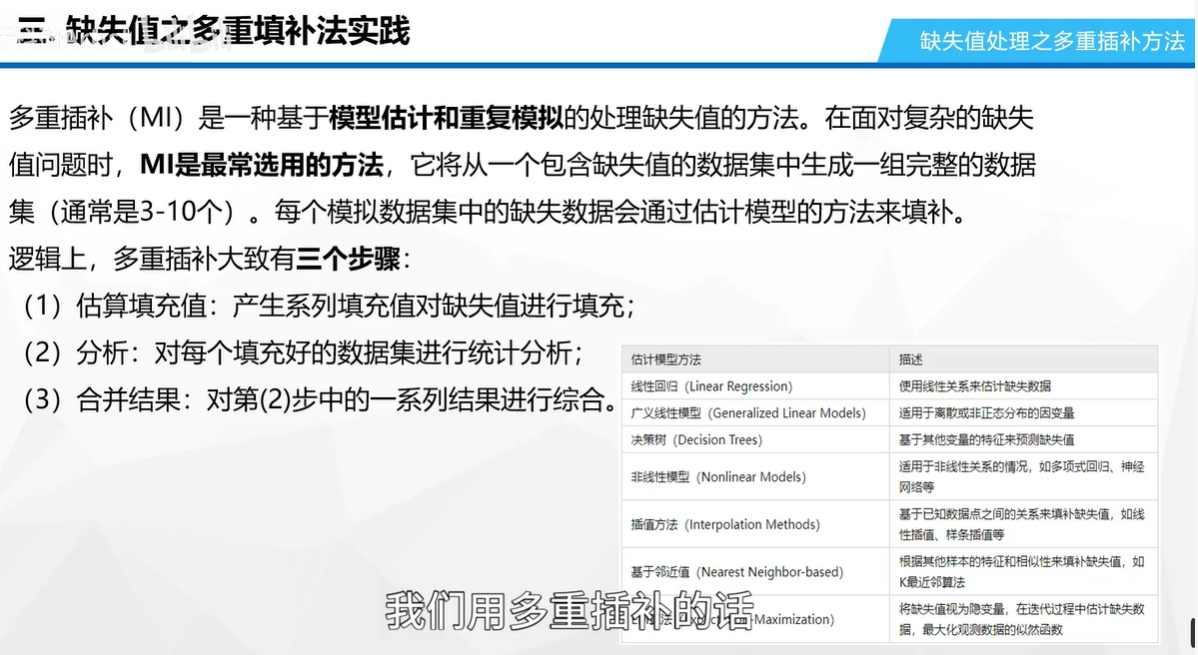 三、缺失值之多重填补法实践
缺失值处理之多重插补方法
多重插补（MI）是一种基于模型估计和重复模拟的处理缺失值的方法。在面对复杂的缺失
值问题时，MI是最常选用的方法，它将从一个包含缺失值的数据集中生成一组完整的数据
集（通常是3-10个）。每个模拟数据集中的缺失数据会通过估计模型的方法来填补。
逻辑上，多重插补大致有三个步骤：
（1）估算填充值：产生系列填充值对缺失值进行填充；
（2）分析：对每个填充好的数据集进行统计分析；
（3）合并结果：对第(2)步中的一系列结果进行综合。
估计模型方法 描述
线性回归（Linear Regression） 使用线性关系来估计缺失数据
广义线性模型（Generalized Linear Models） 适用于离散或非正态分布的因变量
决策树（Decision Trees） 基于其他变量的特征来预测缺失值
非线性模型（Nonlinear Models） 适用于非线性关系的情况，如多项式回归、神经
网络等
插值方法（Interpolation Methods） 基于已知数据点之间的关系来填补缺失值，如线
性插值、样条插值等
基于邻近值（Nearest Neighbor-based） 根据其他样本的特征和相似性来填补缺失值，如
K最近邻算法
-Maximization） 将缺失值视为隐变量，在迭代过程中估计缺失数
据，最大化观测数据的似然函数
我们用多重插补的话